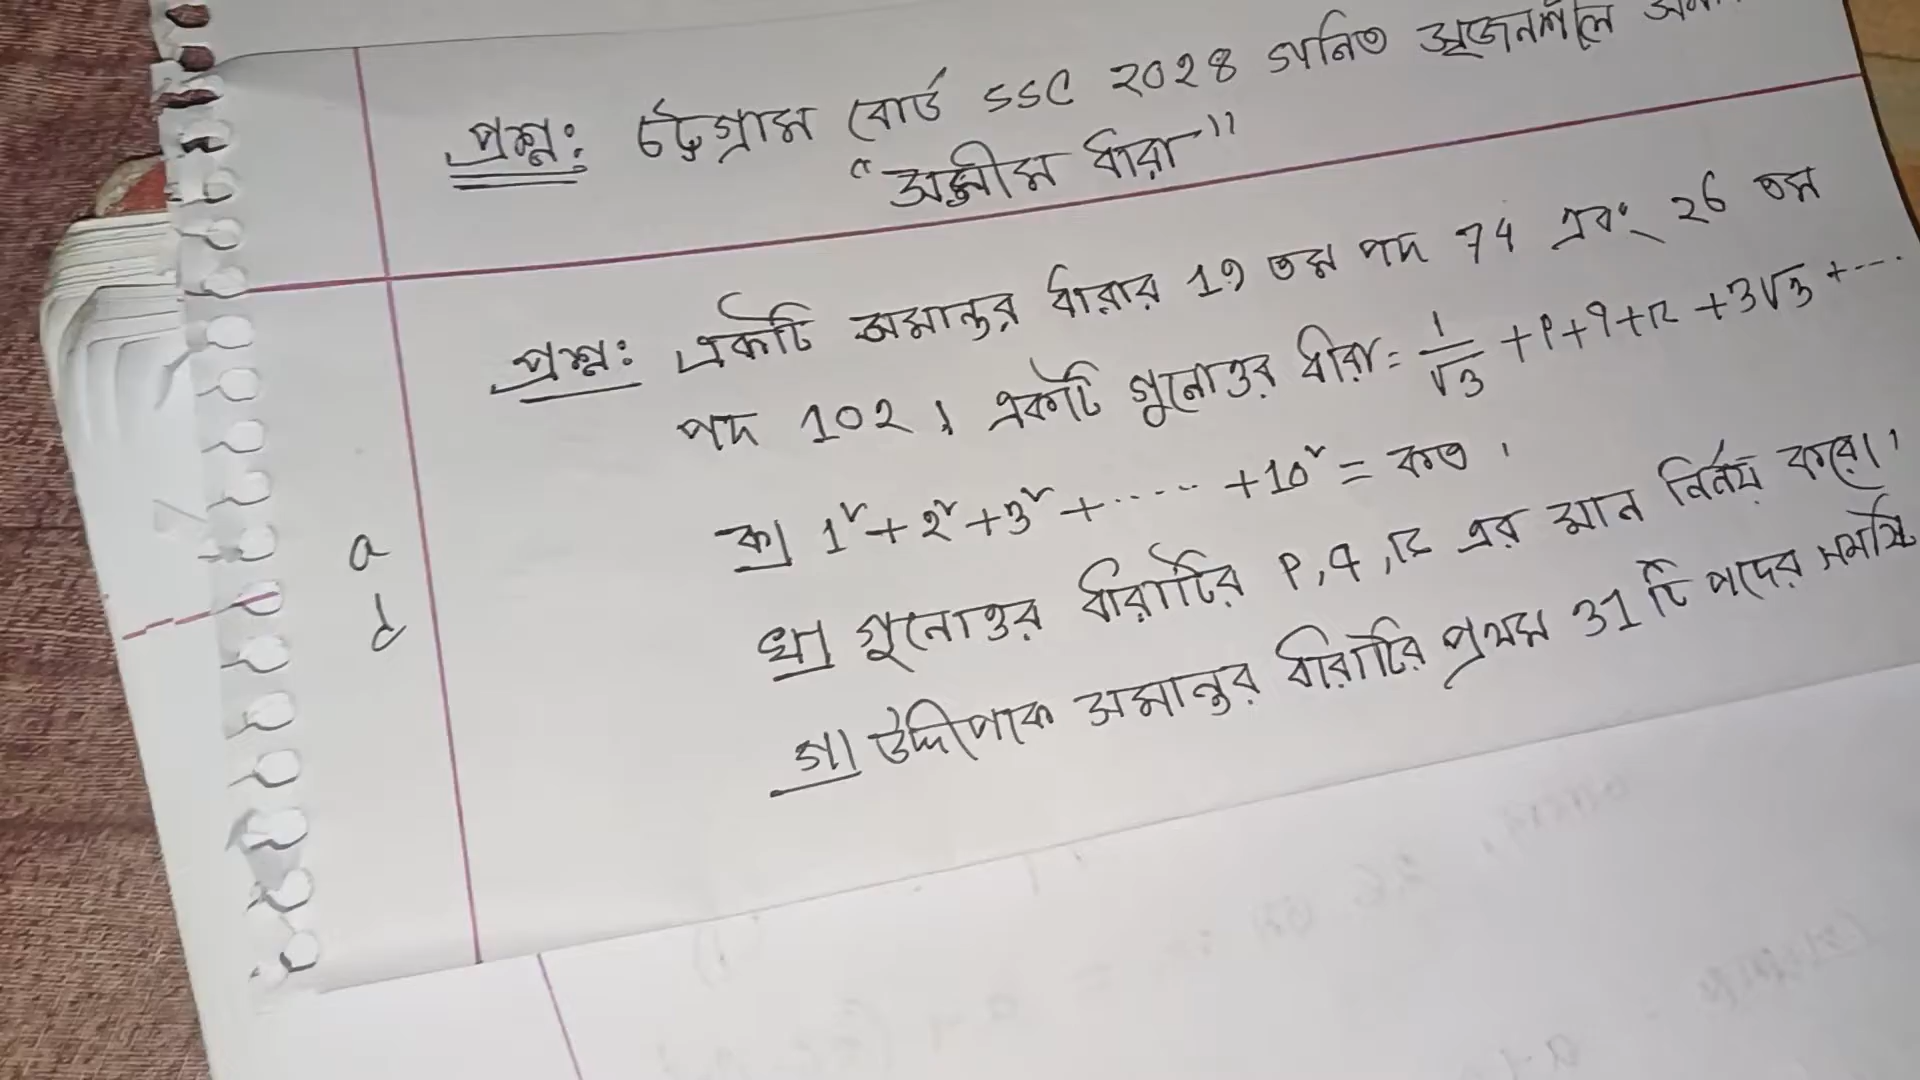 প্রশ্ন: চট্টগ্রাম বোর্ড SSC ২০২৪ গনিত সৃজনশীল
"অসীম ধারা"
প্রশ্ন: একটি সমান্তর ধারার 19 তম পদ 74 এবং 26 তম
পদ 102। একটি গুনোত্তর ধারা = 1/√3 + p + q + r + 3√3 + ....
ক) 1² + 2² + 3² + ..... + 10² = কত ।
a
খ) গুনোত্তর ধারাটির p, q, r এর মান নির্নয় করো।
d
গ) উদ্দীপকে সমান্তর ধারাটির প্রথম 31 টি পদের সমষ্টি